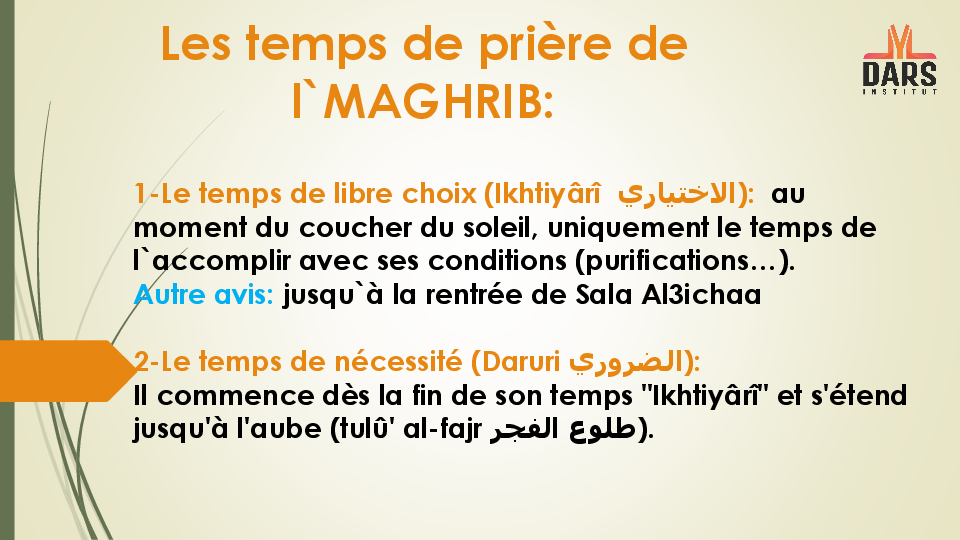 Les temps de prière de
l`MAGHRIB:
DARS
INSTITUT
1-Le temps de libre choix (Ikhtiyârî الاختياري): au
moment du coucher du soleil, uniquement le temps de
l`accomplir avec ses conditions (purifications…).
Autre avis: jusqu`à la rentrée de Sala Al3ichaa
2-Le temps de nécessité (Daruri الضروري):
Il commence dès la fin de son temps "Ikhtiyârî" et s'étend
jusqu'à l'aube (tulû' al-fajr طلوع الفجر).